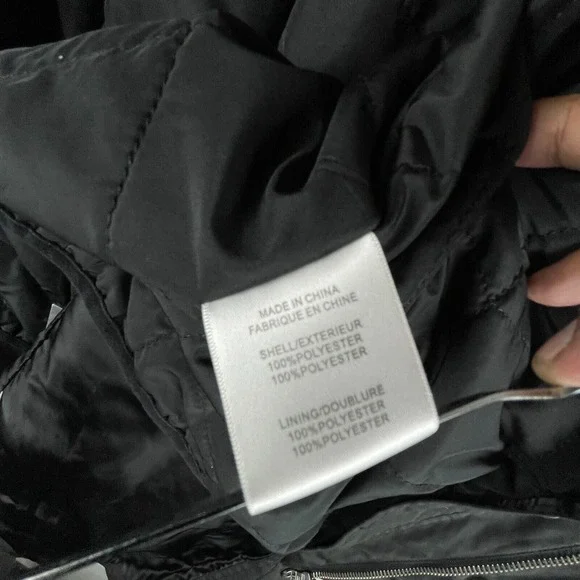 MADE IN CHINA
FABRIQUE EN CHINE
SHELL/EXTERIEUR
100%POLYESTER
100%POLYESTER
LINING/DOUBLURE
100%POLYESTER
100%POLYESTER